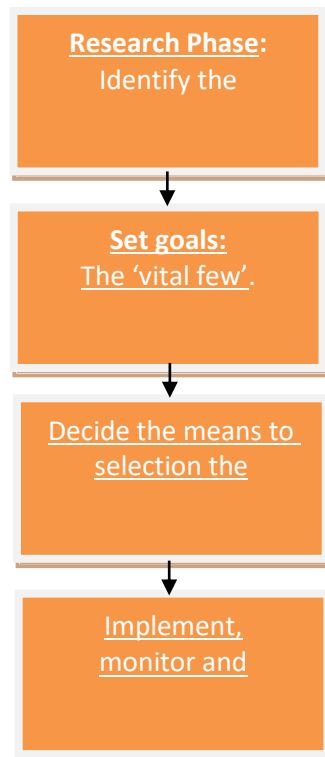 Research Phase:
Identify the
Set goals:
The ‘vital few’.
Decide the means to
selection the
Implement,
monitor and